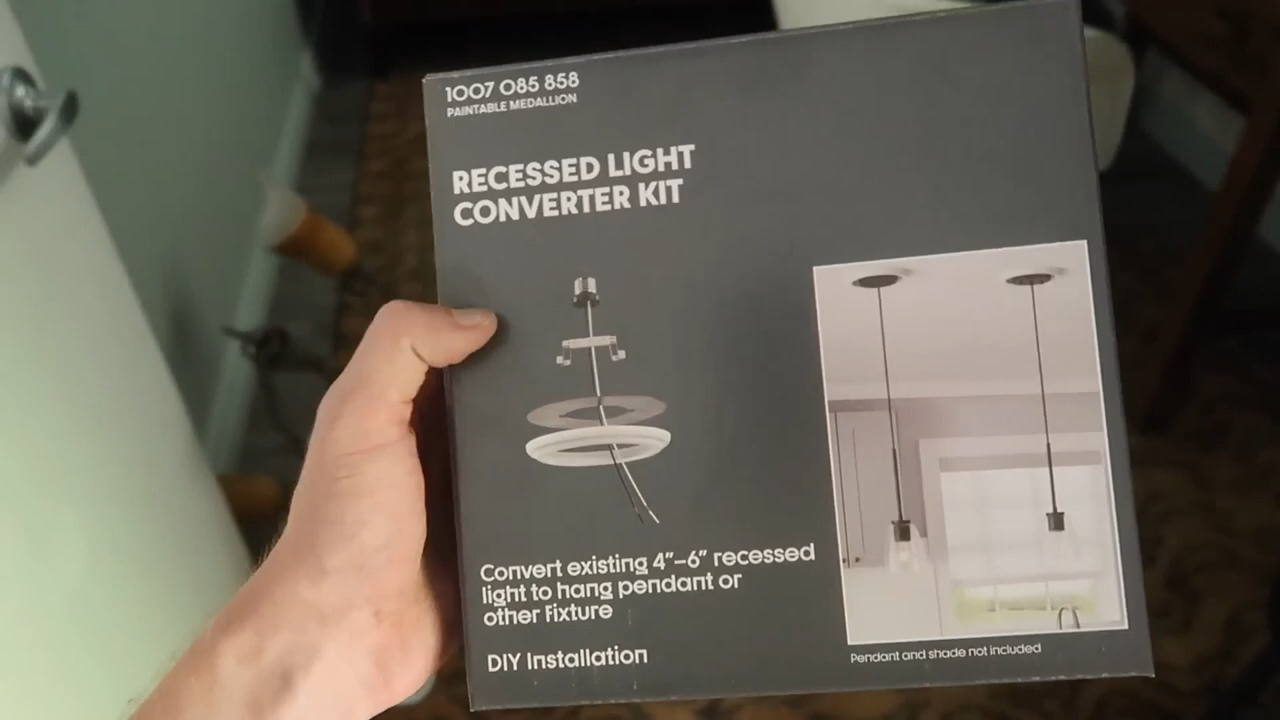 1007 085 858
PAINTABLE MEDALLION
RECESSED LIGHT
CONVERTER KIT
Convert existing 4"–6" recessed
light to hang pendant or
other fixture
DIY Installation
Pendant and shade not included